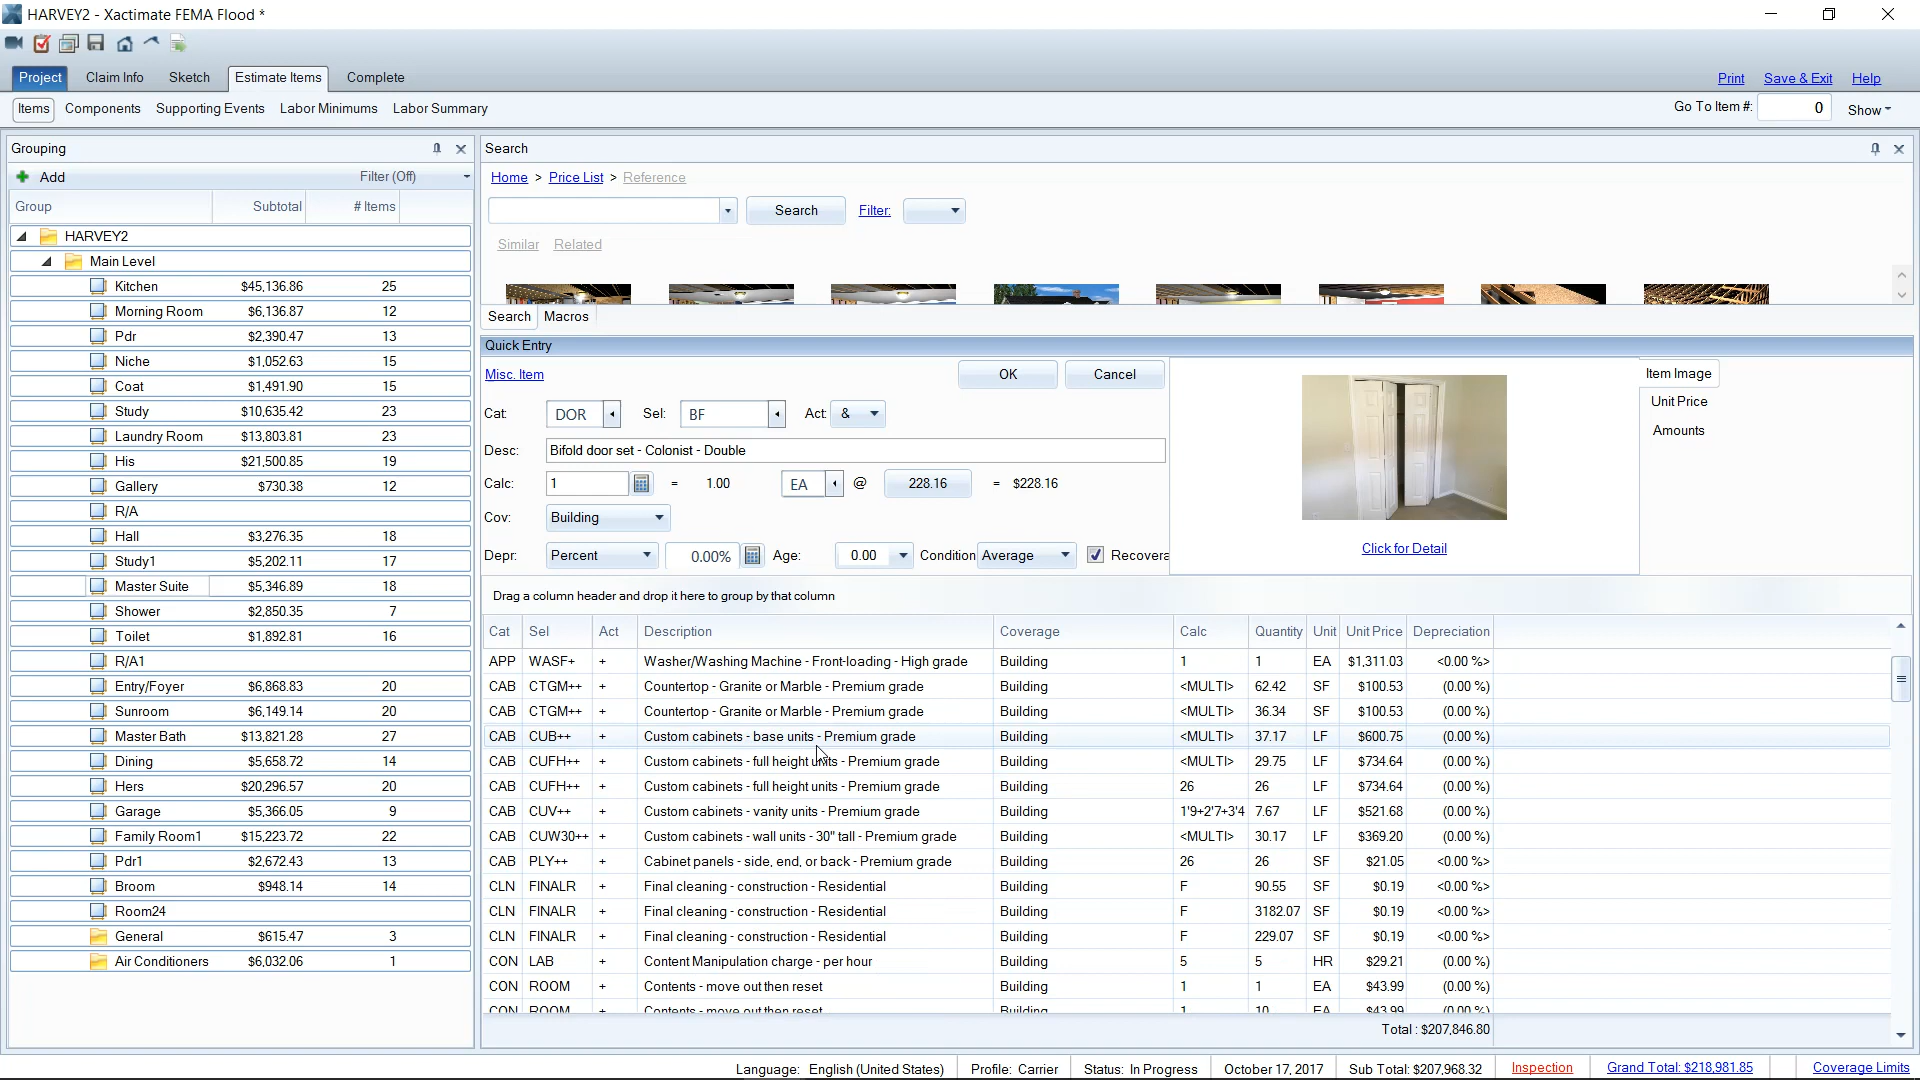 HARVEY2 - Xactimate FEMA Flood *
Project Claim Info Sketch Estimate Items Complete
Print Save & Exit Help
Items Components Supporting Events Labor Minimums Labor Summary
Go To Item #: 0 Show
Grouping
Add Filter (Off)
Group Subtotal # Items
HARVEY2
Main Level
Kitchen $45,136.86 25
Morning Room $6,136.87 12
Pdr $2,390.47 13
Niche $1,052.63 15
Coat $1,491.90 15
Study $10,635.42 23
Laundry Room $13,803.81 23
His $21,500.85 19
Gallery $730.38 12
R/A
Hall $3,276.35 18
Study1 $5,202.11 17
Master Suite $5,346.89 18
Shower $2,850.35 7
Toilet $1,892.81 16
R/A1
Entry/Foyer $6,868.83 20
Sunroom $6,149.14 20
Master Bath $13,821.28 27
Dining $5,658.72 14
Hers $20,296.57 20
Garage $5,366.05 9
Family Room1 $15,223.72 22
Pdr1 $2,672.43 13
Broom $948.14 14
Room24
General $615.47 3
Air Conditioners $6,032.06 1
Search
Home > Price List > Reference
Search Filter:
Similar Related
Search Macros
Quick Entry
Misc. Item OK Cancel
Cat: DOR Sel: BF Act: &
Desc: Bifold door set - Colonist - Double
Calc: 1 = 1.00 EA @ 228.16 = $228.16
Cov: Building
Depr: Percent 0.00% Age: 0.00 Condition Average Recovera
Click for Detail
Item Image
Unit Price
Amounts
Drag a column header and drop it here to group by that column
Cat Sel Act Description Coverage Calc Quantity Unit Unit Price Depreciation
APP WASF+ + Washer/Washing Machine - Front-loading - High grade Building 1 1 EA $1,311.03 <0.00 %>
CAB CTGM++ + Countertop - Granite or Marble - Premium grade Building <MULTI> 62.42 SF $100.53 (0.00 %)
CAB CTGM++ + Countertop - Granite or Marble - Premium grade Building <MULTI> 36.34 SF $100.53 (0.00 %)
CAB CUB++ + Custom cabinets - base units - Premium grade Building <MULTI> 37.17 LF $600.75 (0.00 %)
CAB CUFH++ + Custom cabinets - full height units - Premium grade Building <MULTI> 29.75 LF $734.64 (0.00 %)
CAB CUFH++ + Custom cabinets - full height units - Premium grade Building 26 26 LF $734.64 (0.00 %)
CAB CUV++ + Custom cabinets - vanity units - Premium grade Building 1'9+2'7+3'4 7.67 LF $521.68 (0.00 %)
CAB CUW30++ + Custom cabinets - wall units - 30" tall - Premium grade Building <MULTI> 30.17 LF $369.20 (0.00 %)
CAB PLY++ + Cabinet panels - side, end, or back - Premium grade Building 26 26 SF $21.05 <0.00 %>
CLN FINALR + Final cleaning - construction - Residential Building F 90.55 SF $0.19 <0.00 %>
CLN FINALR + Final cleaning - construction - Residential Building F 3182.07 SF $0.19 <0.00 %>
CLN FINALR + Final cleaning - construction - Residential Building F 229.07 SF $0.19 <0.00 %>
CON LAB + Content Manipulation charge - per hour Building 5 5 HR $29.21 (0.00 %)
CON ROOM + Contents - move out then reset Building 1 1 EA $43.99 (0.00 %)
CON ROOM + Contents - move out then reset Building 1 10 EA $43.99 (0.00 %)
Total : $207,846.80
Language: English (United States) Profile: Carrier Status: In Progress October 17, 2017 Sub Total: $207,968.32 Inspection Grand Total: $218,981.85 Coverage Limits